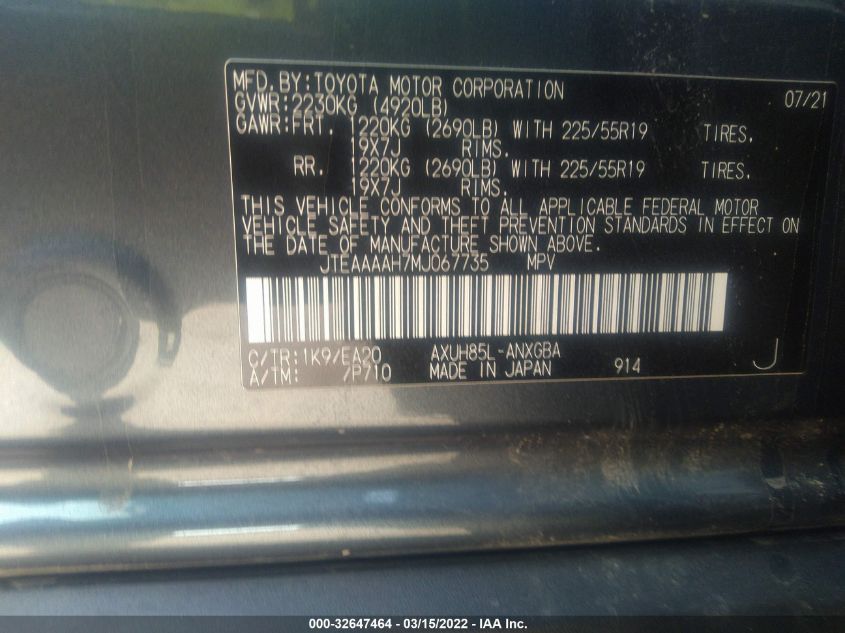 MFD.BY:TOYOTA MOTOR CORPORATION 07/21
GVWR:2230KG (4920LB)
GAWR:FRT. 1220KG (2690LB) WITH 225/55R19 TIRES.
19X7J RIMS.
RR. 1220KG (2690LB) WITH 225/55R19 TIRES.
19X7J RIMS.
THIS VEHICLE CONFORMS TO ALL APPLICABLE FEDERAL MOTOR
VEHICLE SAFETY AND THEFT PREVENTION STANDARDS IN EFFECT ON
THE DATE OF MANUFACTURE SHOWN ABOVE.
JTEAAAAH7MJ067735 MPV
C/TR:1K9/EA20 AXUH85L-ANXGBA
A/TM: /P710 MADE IN JAPAN 914 J
000-32647464 - 03/15/2022 - IAA Inc.